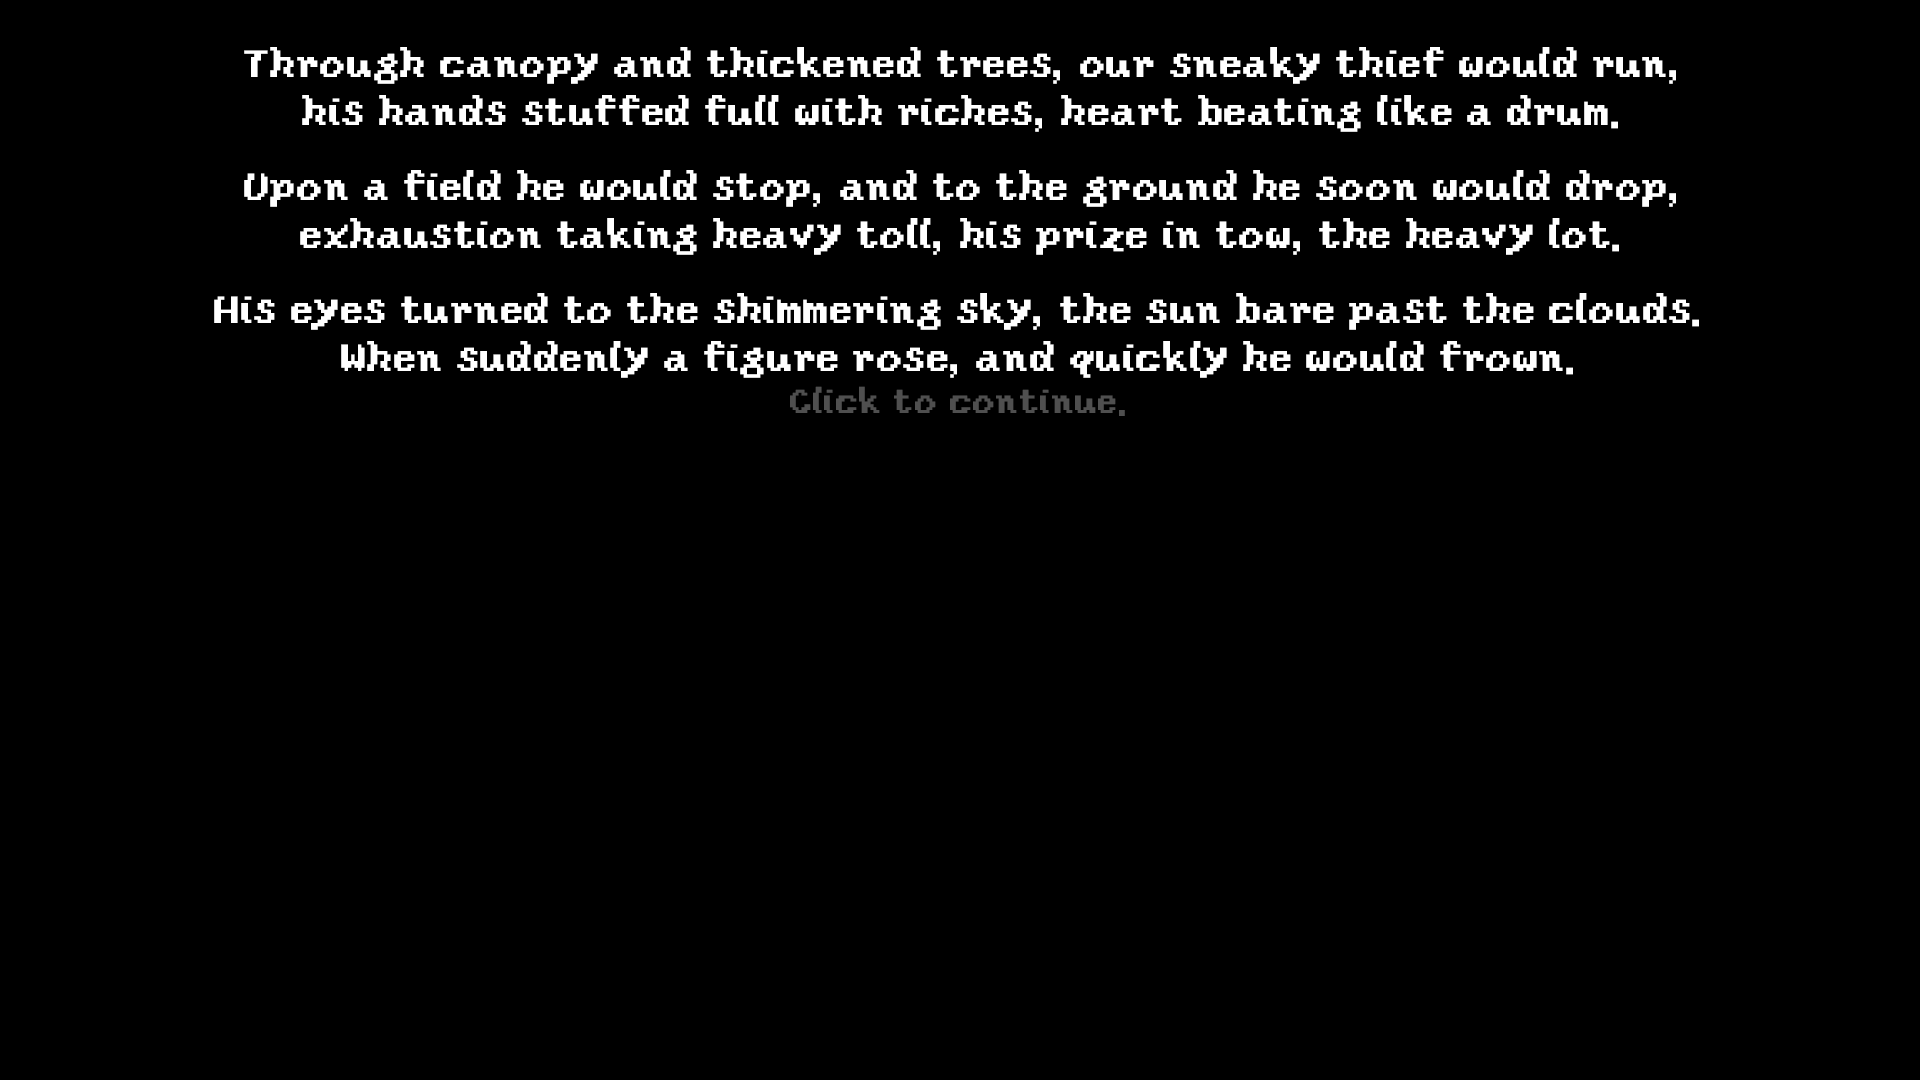 Through canopy and thickened trees, our sneaky thief would run,
his hands stuffed full with riches, heart beating like a drum.
Upon a field he would stop, and to the ground he soon would drop,
exhaustion taking heavy toll, his prize in tow, the heavy lot.
His eyes turned to the shimmering sky, the sun bare past the clouds.
When suddenly a figure rose, and quickly he would frown.
Click to continue.